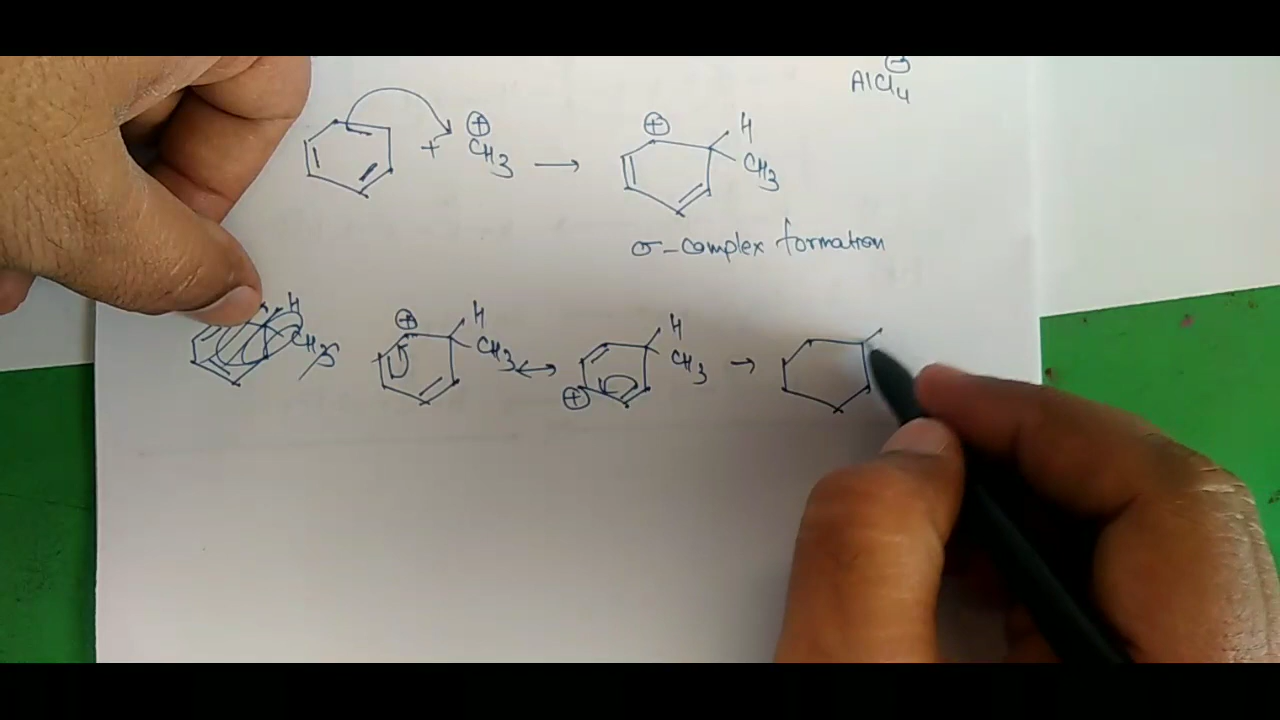 AlCl4 ⊖
+ ⊕ CH3 → ⊕ H CH3
σ-complex formation
H CH3 ⊕ H CH3 ↔ ⊕ H CH3 →